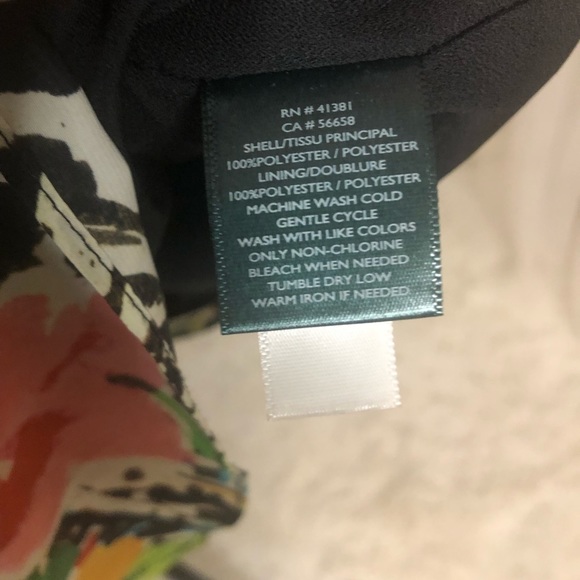 RN # 41381
CA # 56658
SHELL/TISSU PRINCIPAL
100%POLYESTER / POLYESTER
LINING/DOUBLURE
100%POLYESTER / POLYESTER
MACHINE WASH COLD
GENTLE CYCLE
WASH WITH LIKE COLORS
ONLY NON-CHLORINE
BLEACH WHEN NEEDED
TUMBLE DRY LOW
WARM IRON IF NEEDED.